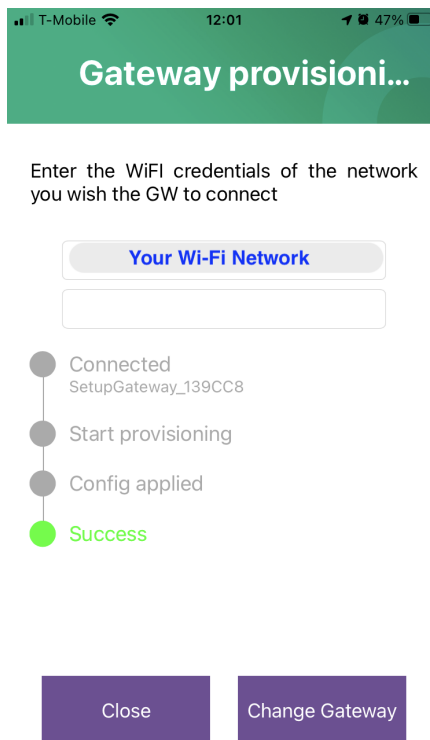 T-Mobile 12:01 47%
Gateway provisioni...
Enter the WiFI credentials of the network
you wish the GW to connect
Your Wi-Fi Network
Connected
SetupGateway_139CC8
Start provisioning
Config applied
Success
Close Change Gateway